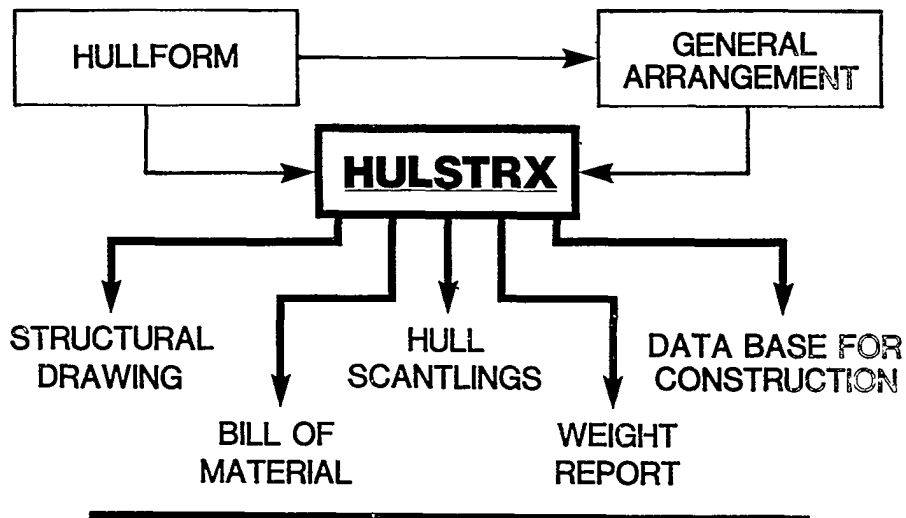 HULLFORM
GENERAL
ARRANGEMENT
HULSTRX
STRUCTURAL
DRAWING
BILL OF
MATERIAL
HULL
SCANTLINGS
WEIGHT
REPORT
DATA BASE FOR
CONSTRUCTION